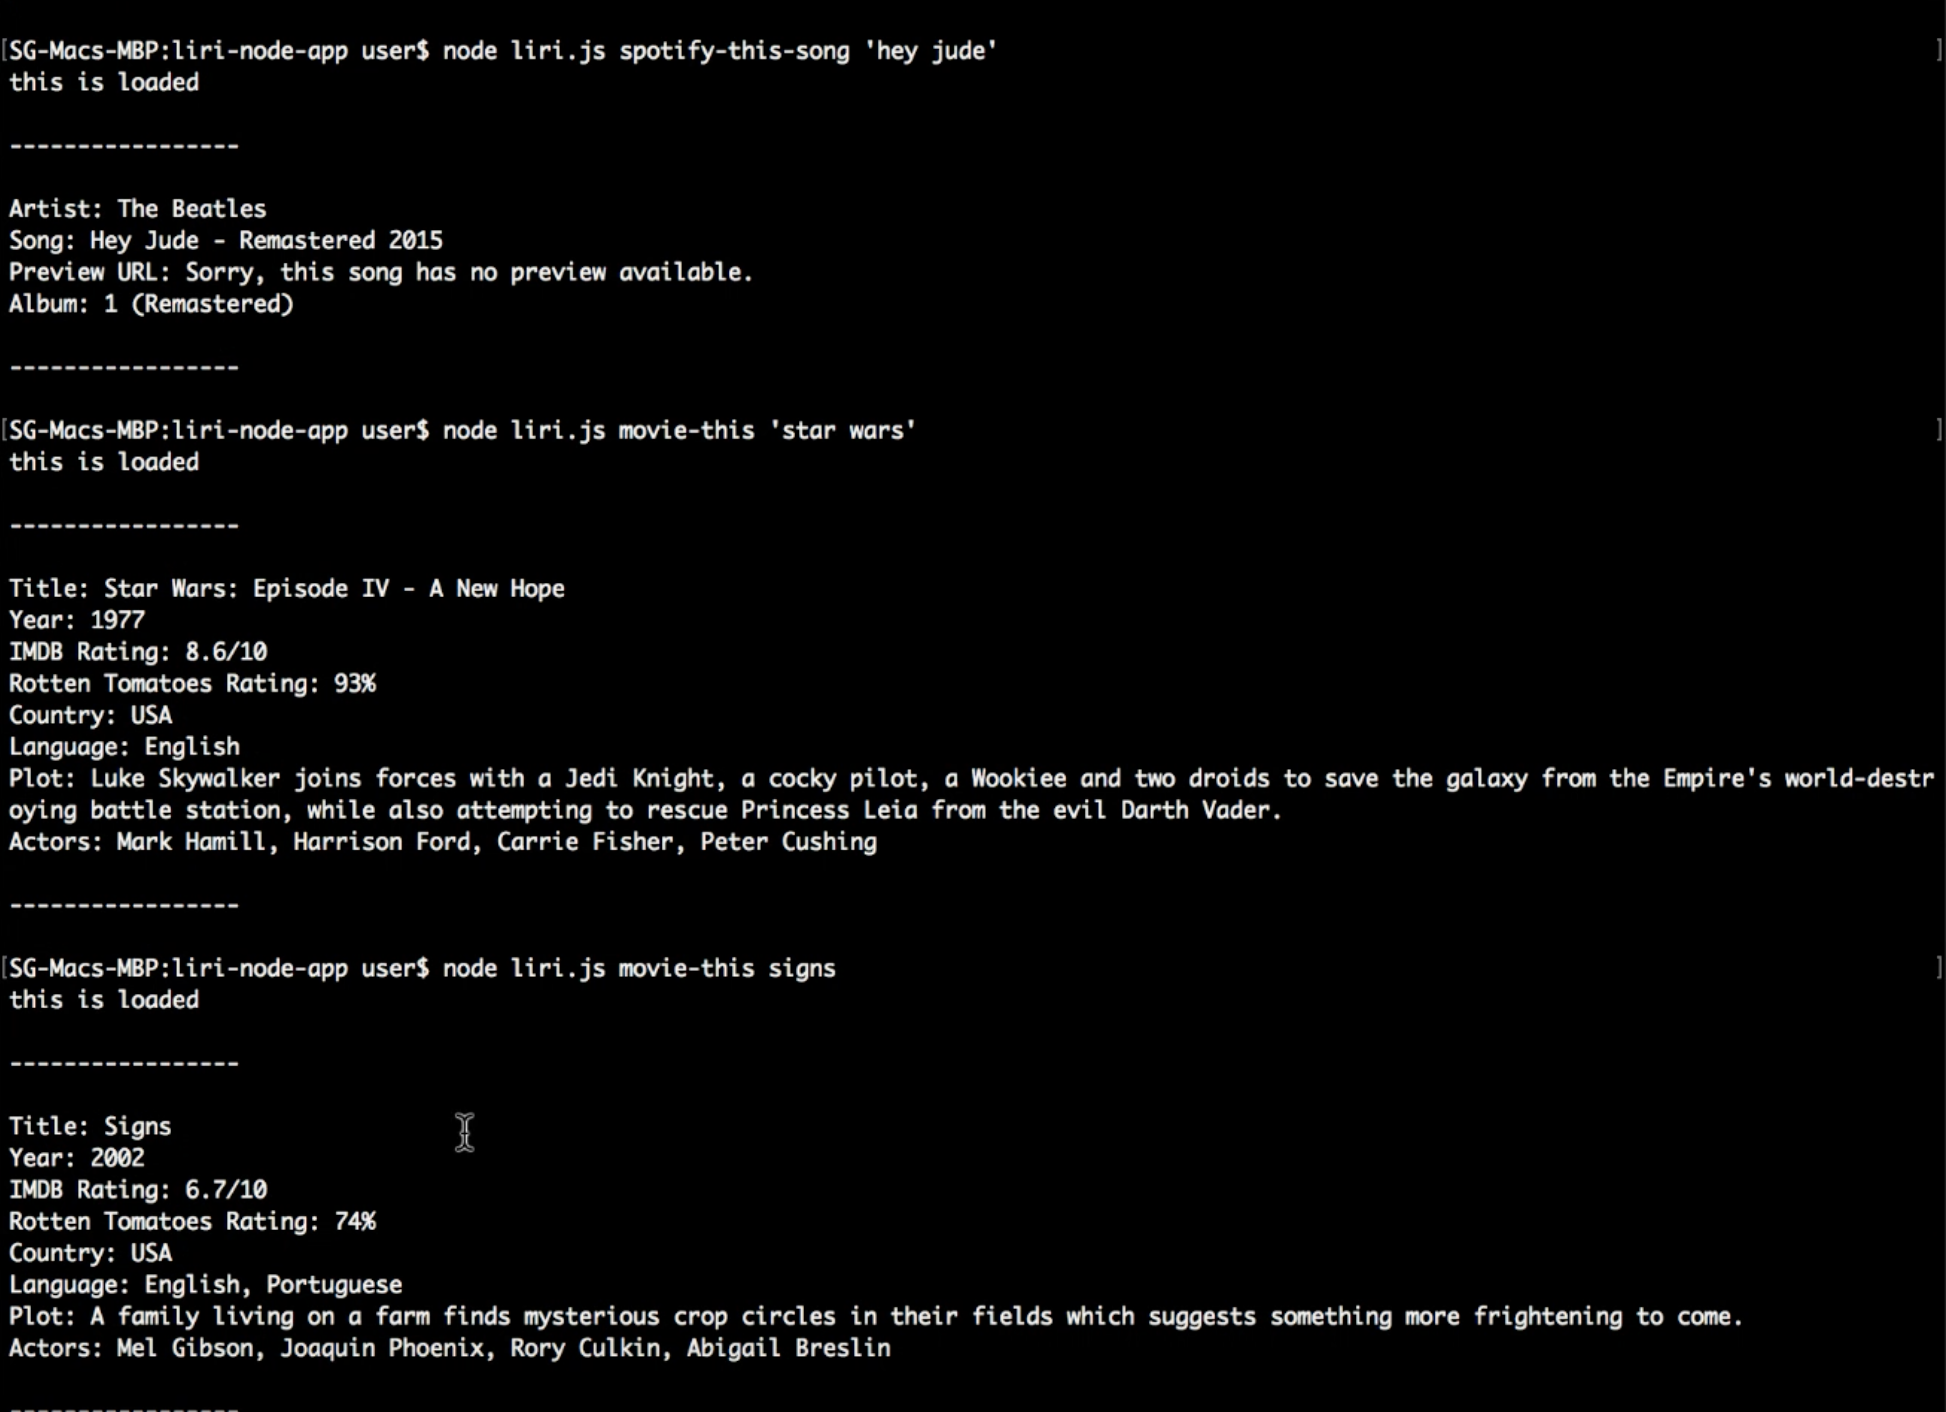 [SG-Macs-MBP:liri-node-app user$ node liri.js spotify-this-song 'hey jude' ]
this is loaded
-----------------
Artist: The Beatles
Song: Hey Jude - Remastered 2015
Preview URL: Sorry, this song has no preview available.
Album: 1 (Remastered)
-----------------
[SG-Macs-MBP:liri-node-app user$ node liri.js movie-this 'star wars' ]
this is loaded
-----------------
Title: Star Wars: Episode IV - A New Hope
Year: 1977
IMDB Rating: 8.6/10
Rotten Tomatoes Rating: 93%
Country: USA
Language: English
Plot: Luke Skywalker joins forces with a Jedi Knight, a cocky pilot, a Wookiee and two droids to save the galaxy from the Empire's world-destr
oying battle station, while also attempting to rescue Princess Leia from the evil Darth Vader.
Actors: Mark Hamill, Harrison Ford, Carrie Fisher, Peter Cushing
-----------------
[SG-Macs-MBP:liri-node-app user$ node liri.js movie-this signs ]
this is loaded
-----------------
Title: Signs
Year: 2002
IMDB Rating: 6.7/10
Rotten Tomatoes Rating: 74%
Country: USA
Language: English, Portuguese
Plot: A family living on a farm finds mysterious crop circles in their fields which suggests something more frightening to come.
Actors: Mel Gibson, Joaquin Phoenix, Rory Culkin, Abigail Breslin
-----------------